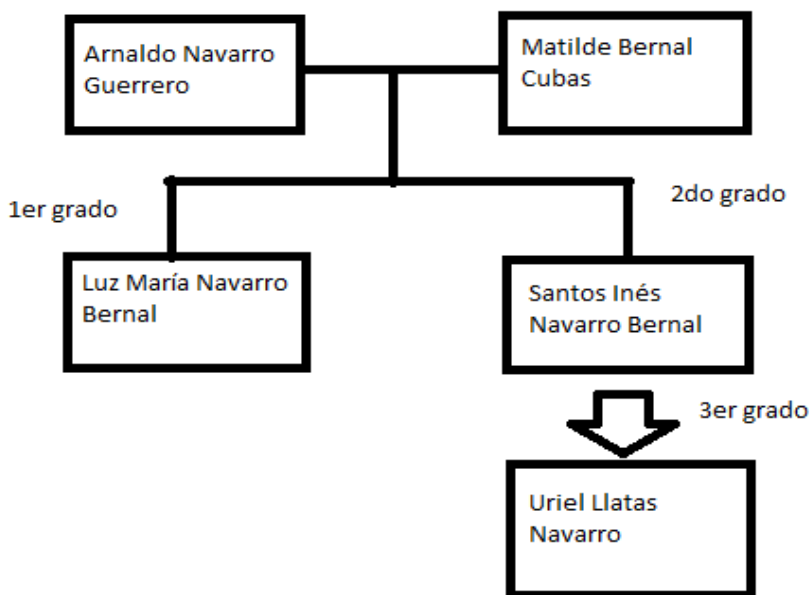 Arnaldo Navarro
Guerrero
Matilde Bernal
Cubas
1er grado
2do grado
Luz María Navarro
Bernal
Santos Inés
Navarro Bernal
3er grado
Uriel Llatas
Navarro